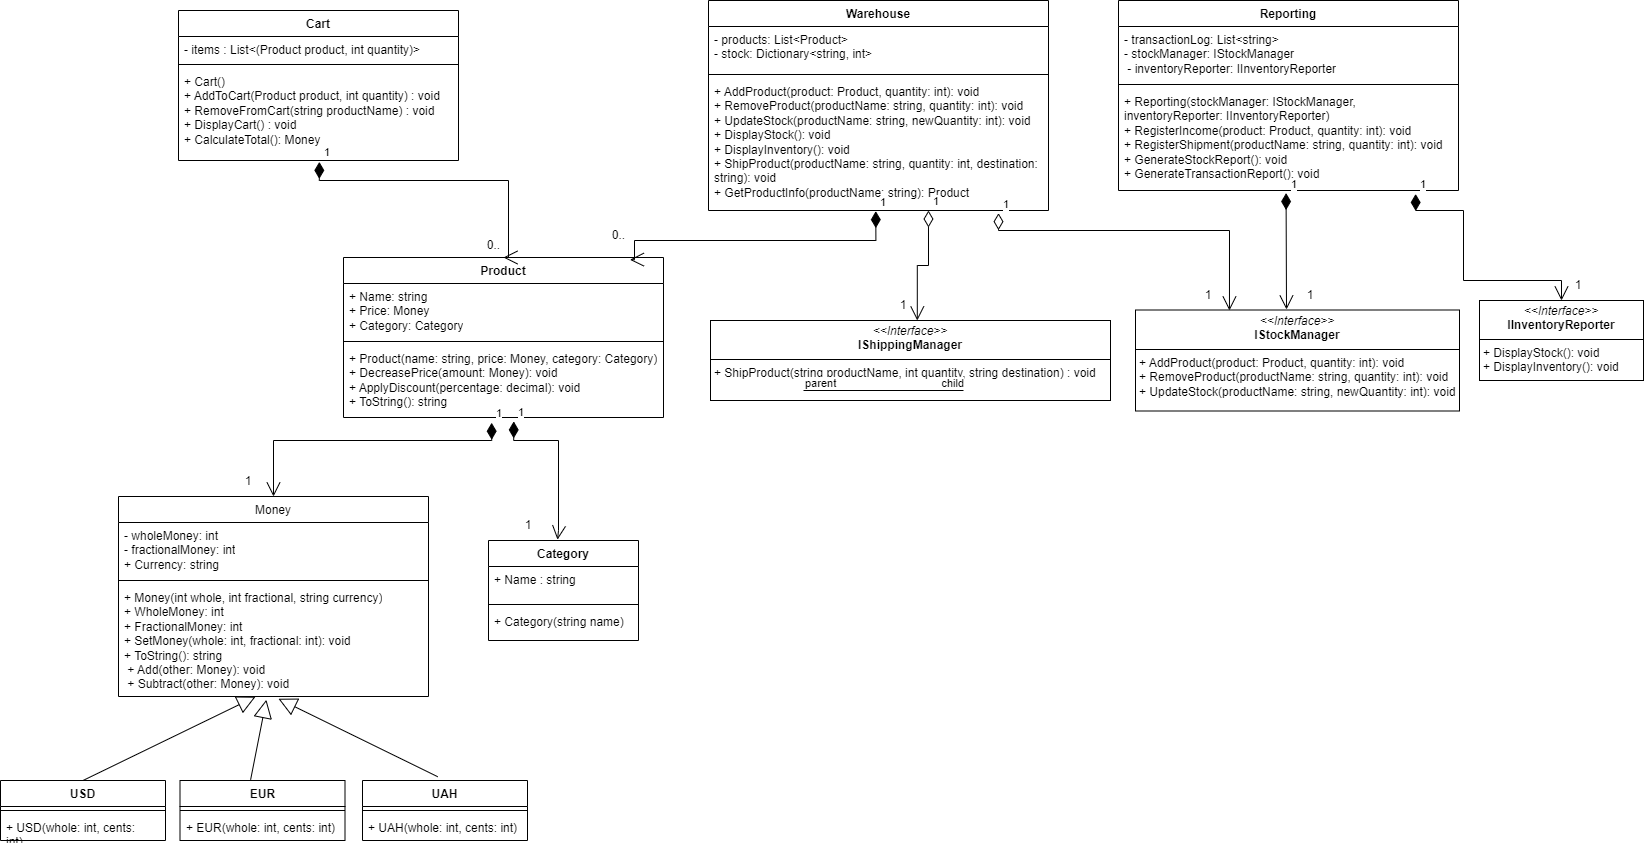 Cart
- items : List<(Product product, int quantity)>
+ Cart()
+ AddToCart(Product product, int quantity) : void
+ RemoveFromCart(string productName) : void
+ DisplayCart() : void
+ CalculateTotal(): Money
1
Warehouse
- products: List<Product>
- stock: Dictionary<string, int>
+ AddProduct(product: Product, quantity: int): void
+ RemoveProduct(productName: string, quantity: int): void
+ UpdateStock(productName: string, newQuantity: int): void
+ DisplayStock(): void
+ DisplayInventory(): void
+ ShipProduct(productName: string, quantity: int, destination:
string): void
+ GetProductInfo(productName: string): Product
1
1
1
Reporting
- transactionLog: List<string>
- stockManager: IStockManager
- inventoryReporter: IInventoryReporter
+ Reporting(stockManager: IStockManager,
inventoryReporter: IInventoryReporter)
+ RegisterIncome(product: Product, quantity: int): void
+ RegisterShipment(productName: string, quantity: int): void
+ GenerateStockReport(): void
+ GenerateTransactionReport(): void
1
1
0..
0..
Product
+ Name: string
+ Price: Money
+ Category: Category
+ Product(name: string, price: Money, category: Category)
+ DecreasePrice(amount: Money): void
+ ApplyDiscount(percentage: decimal): void
+ ToString(): string
1
1
1
<<Interface>>
IShippingManager
+ ShipProduct(string productName, int quantity, string destination) : void
parent
child
1
1
<<Interface>>
IStockManager
+ AddProduct(product: Product, quantity: int): void
+ RemoveProduct(productName: string, quantity: int): void
+ UpdateStock(productName: string, newQuantity: int): void
1
<<Interface>>
IInventoryReporter
+ DisplayStock(): void
+ DisplayInventory(): void
1
Money
- wholeMoney: int
- fractionalMoney: int
+ Currency: string
+ Money(int whole, int fractional, string currency)
+ WholeMoney: int
+ FractionalMoney: int
+ SetMoney(whole: int, fractional: int): void
+ ToString(): string
+ Add(other: Money): void
+ Subtract(other: Money): void
1
Category
+ Name : string
+ Category(string name)
USD
+ USD(whole: int, cents:
int)
EUR
+ EUR(whole: int, cents: int)
UAH
+ UAH(whole: int, cents: int)